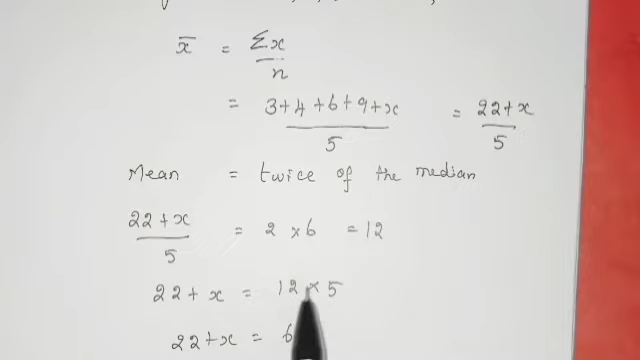 x̄ = Σx / n
= 3+4+6+9+x / 5 = 22+x / 5
Mean = twice of the median
22+x / 5 = 2 × 6 = 12
22+x = 12 × 5
22+x = 6